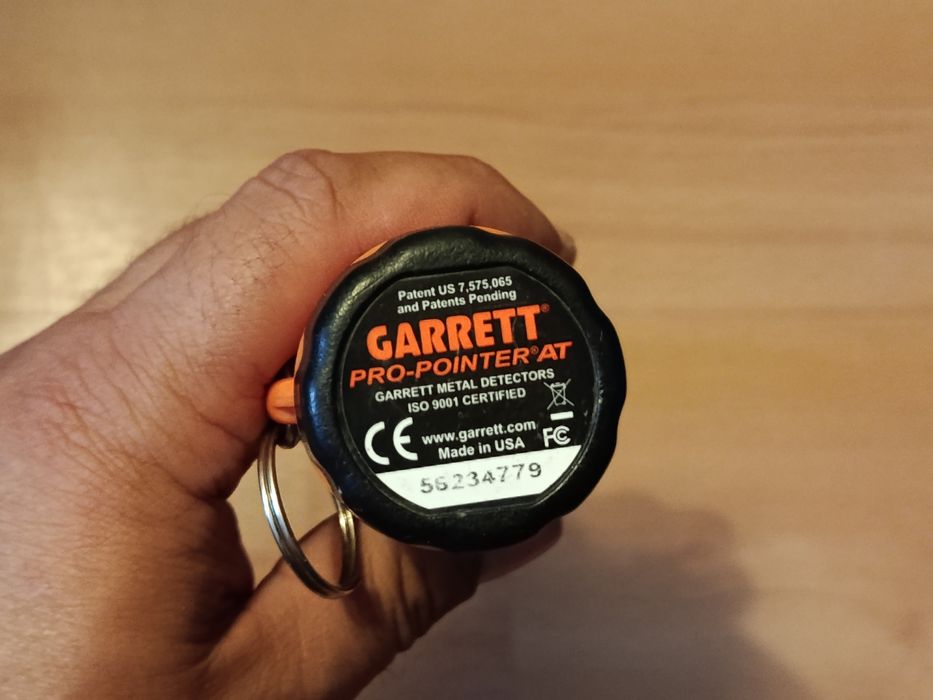 Patent US 7,575,065
and Patents Pending
GARRETT®
PRO-POINTER® AT
GARRETT METAL DETECTORS
ISO 9001 CERTIFIED
CE
www.garrett.com
Made in USA
FC
56234779